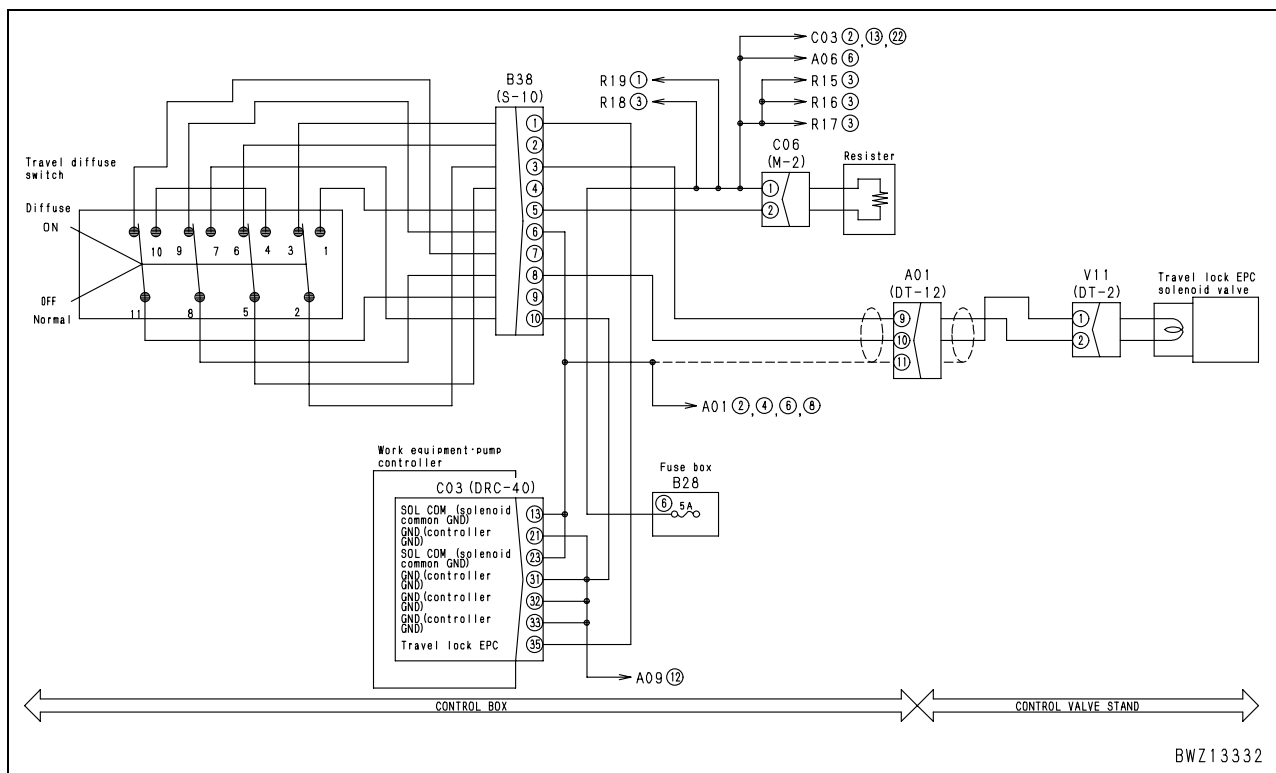 C03 ②,⑬,㉒
A06 ⑥
R19 ①
R15 ③
R18 ③
R16 ③
R17 ③
B38
(S-10)
①
②
③
④
⑤
⑥
⑦
⑧
⑨
⑩
C06
(M-2)
①
②
Resister
Travel diffuse
switch
Diffuse
ON
10 9 7 6 4 3 1
OFF
Normal
11 8 5 2
A01
(DT-12)
⑨
⑩
⑪
V11
(DT-2)
①
②
Travel lock EPC
solenoid valve
A01 ②,④,⑥,⑧
Work equipment·pump
controller
C03 (DRC-40)
SOL COM (solenoid
common GND)
⑬
GND (controller
GND)
㉑
SOL COM (solenoid
common GND)
㉓
GND (controller
GND)
㉛
GND (controller
GND)
㉜
GND (controller
GND)
㉝
Travel lock EPC
㉟
Fuse box
B28
⑥ 5A
A09 ⑫
CONTROL BOX
CONTROL VALVE STAND
BWZ13332